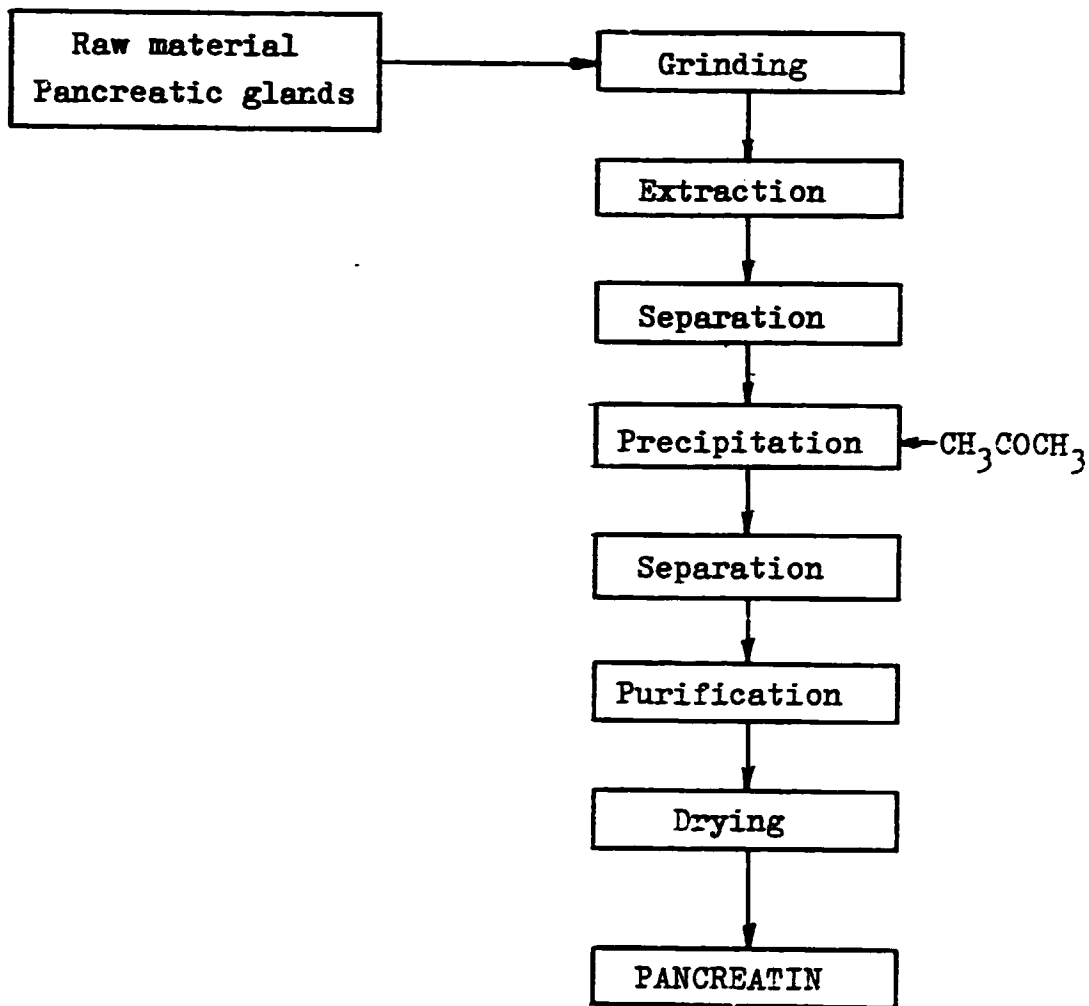 Raw material
Pancreatic glands
Grinding
Extraction
Separation
Precipitation
CH₃COCH₃
Separation
Purification
Drying
PANCREATIN